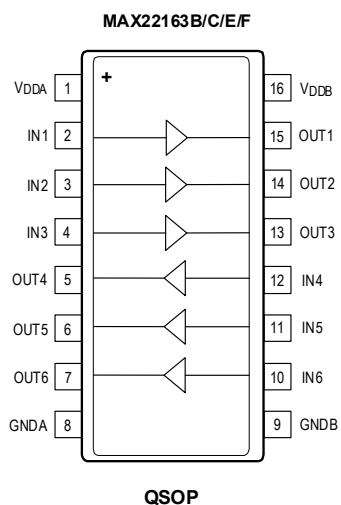 MAX22163B/C/E/F
VDDA 1 + 16 VDDB
IN1 2 15 OUT1
IN2 3 14 OUT2
IN3 4 13 OUT3
OUT4 5 12 IN4
OUT5 6 11 IN5
OUT6 7 10 IN6
GNDA 8 9 GNDB
QSOP